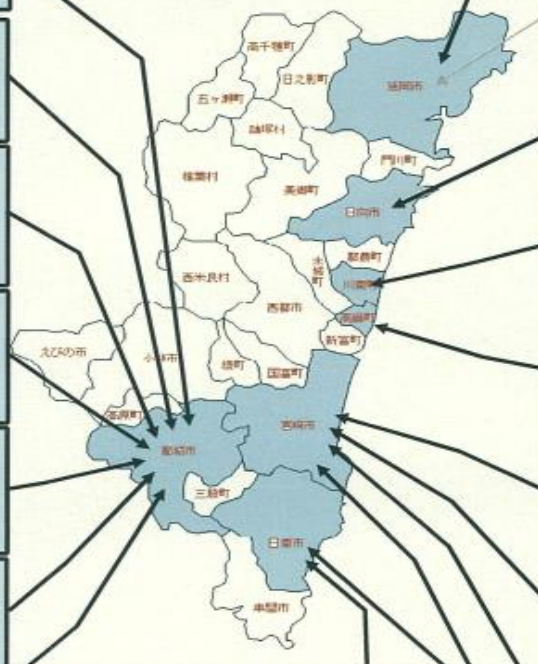 高千穂町
日之影町
延岡市
五ヶ瀬町
諸塚村
門川町
椎葉村
美郷町
日向市
都農町
木城町
西米良村
川南町
西都市
高鍋町
新富町
えびの市
小林市
綾町
国富町
高原町
宮崎市
都城市
三股町
日南市
串間市